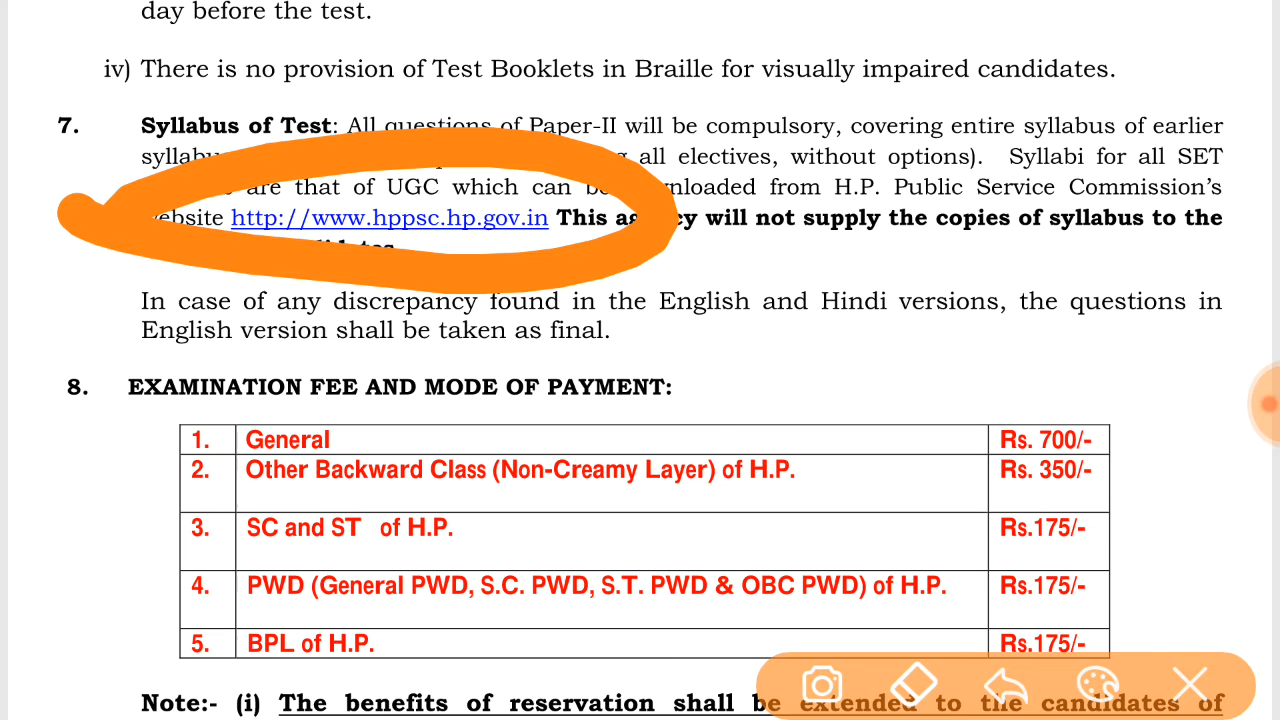 day before the test.
iv) There is no provision of Test Booklets in Braille for visually impaired candidates.
7. Syllabus of Test: All questions of Paper-II will be compulsory, covering entire syllabus of earlier
all electives, without options). Syllabi for all SET
are that of UGC which can from H.P. Public Service Commission’s
http://www.hppsc.hp.gov.in This will not supply the copies of syllabus to the
In case of any discrepancy found in the English and Hindi versions, the questions in
English version shall be taken as final.
8. EXAMINATION FEE AND MODE OF PAYMENT:
1. General Rs. 700/-
2. Other Backward Class (Non-Creamy Layer) of H.P. Rs. 350/-
3. SC and ST of H.P. Rs.175/-
4. PWD (General PWD, S.C. PWD, S.T. PWD & OBC PWD) of H.P. Rs.175/-
5. BPL of H.P. Rs.175/-
Note:- (i) The benefits of reservation shall be extended to the candidates of